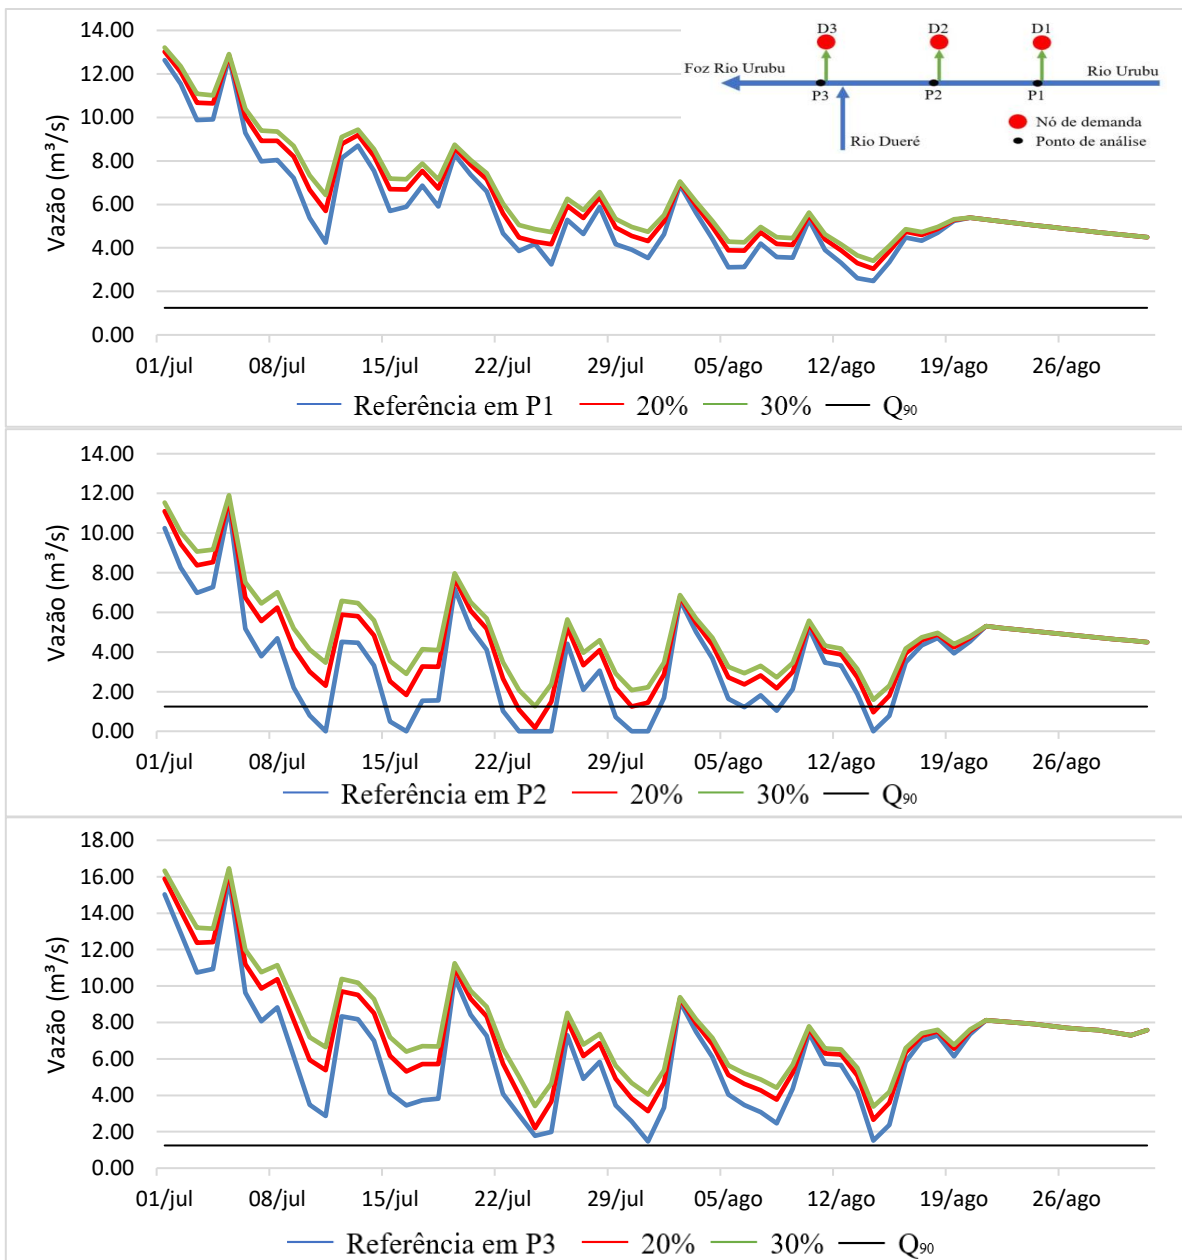 14.00
12.00
10.00
8.00
6.00
4.00
2.00
0.00
Vazão (m³/s)
01/jul 08/jul 15/jul 22/jul 29/jul 05/ago 12/ago 19/ago 26/ago
Referência em P1 20% 30% Q₉₀
D3 D2 D1
Foz Rio Urubu Rio Urubu
P3 P2 P1
Nó de demanda
Rio Dueré Ponto de análise
14.00
12.00
10.00
8.00
6.00
4.00
2.00
0.00
Vazão (m³/s)
01/jul 08/jul 15/jul 22/jul 29/jul 05/ago 12/ago 19/ago 26/ago
Referência em P2 20% 30% Q₉₀
18.00
16.00
14.00
12.00
10.00
8.00
6.00
4.00
2.00
0.00
Vazão (m³/s)
01/jul 08/jul 15/jul 22/jul 29/jul 05/ago 12/ago 19/ago 26/ago
Referência em P3 20% 30% Q₉₀